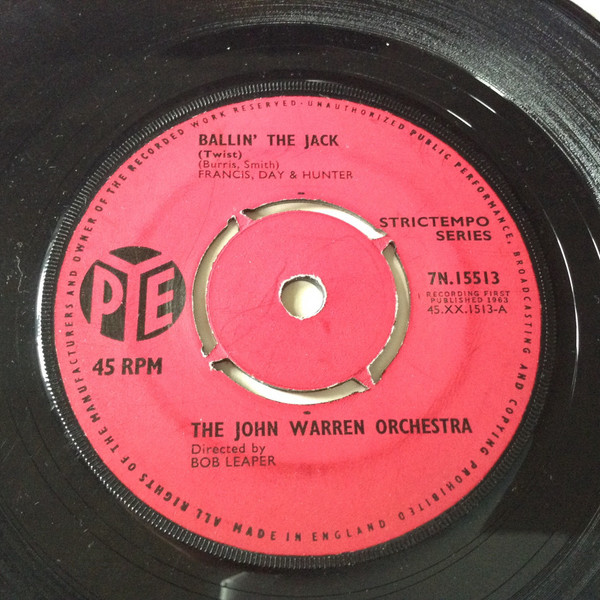 BALLIN' THE JACK
(Twist)
(Burris, Smith)
FRANCIS, DAY & HUNTER
STRICTEMPO
SERIES
7N.15513
RECORDING FIRST
PUBLISHED 1963
45.XX.1513-A
PYE
45 RPM
THE JOHN WARREN ORCHESTRA
Directed by
BOB LEAPER
ALL RIGHTS OF THE MANUFACTURERS AND OWNER OF THE RECORDED WORK RESERVED · UNAUTHORIZED PUBLIC PERFORMANCE, BROADCASTING AND COPYING PROHIBITED
MADE IN ENGLAND